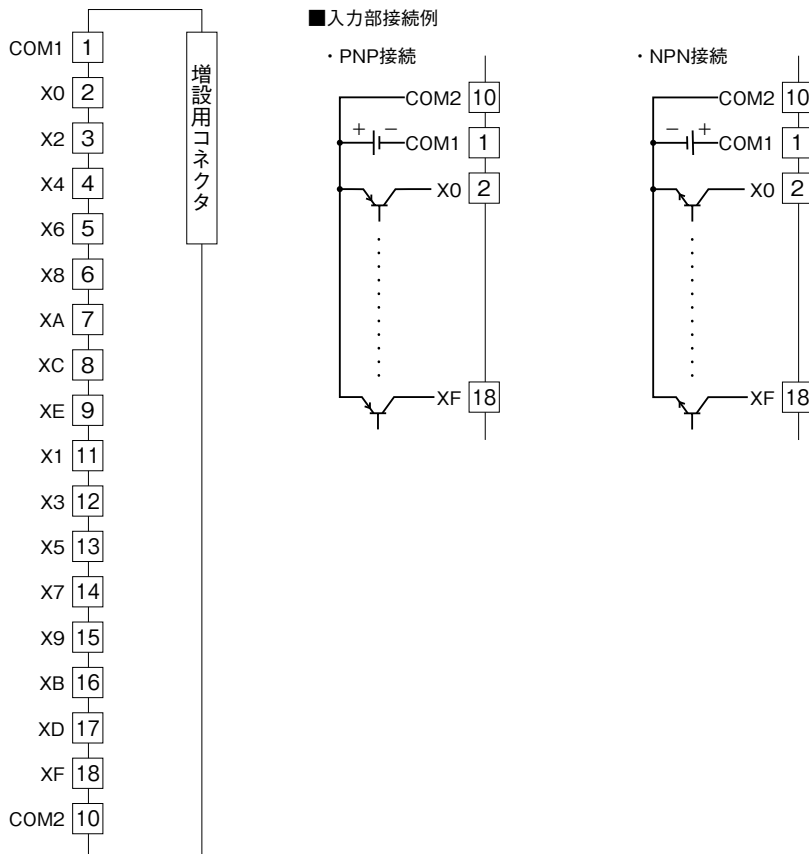 COM1 1
X0 2
X2 3
X4 4
X6 5
X8 6
XA 7
XC 8
XE 9
X1 11
X3 12
X5 13
X7 14
X9 15
XB 16
XD 17
XF 18
COM2 10
増設用コネクタ
■入力部接続例
・PNP接続
COM2 10
+ − COM1 1
X0 2
XF 18
・NPN接続
COM2 10
− + COM1 1
X0 2
XF 18